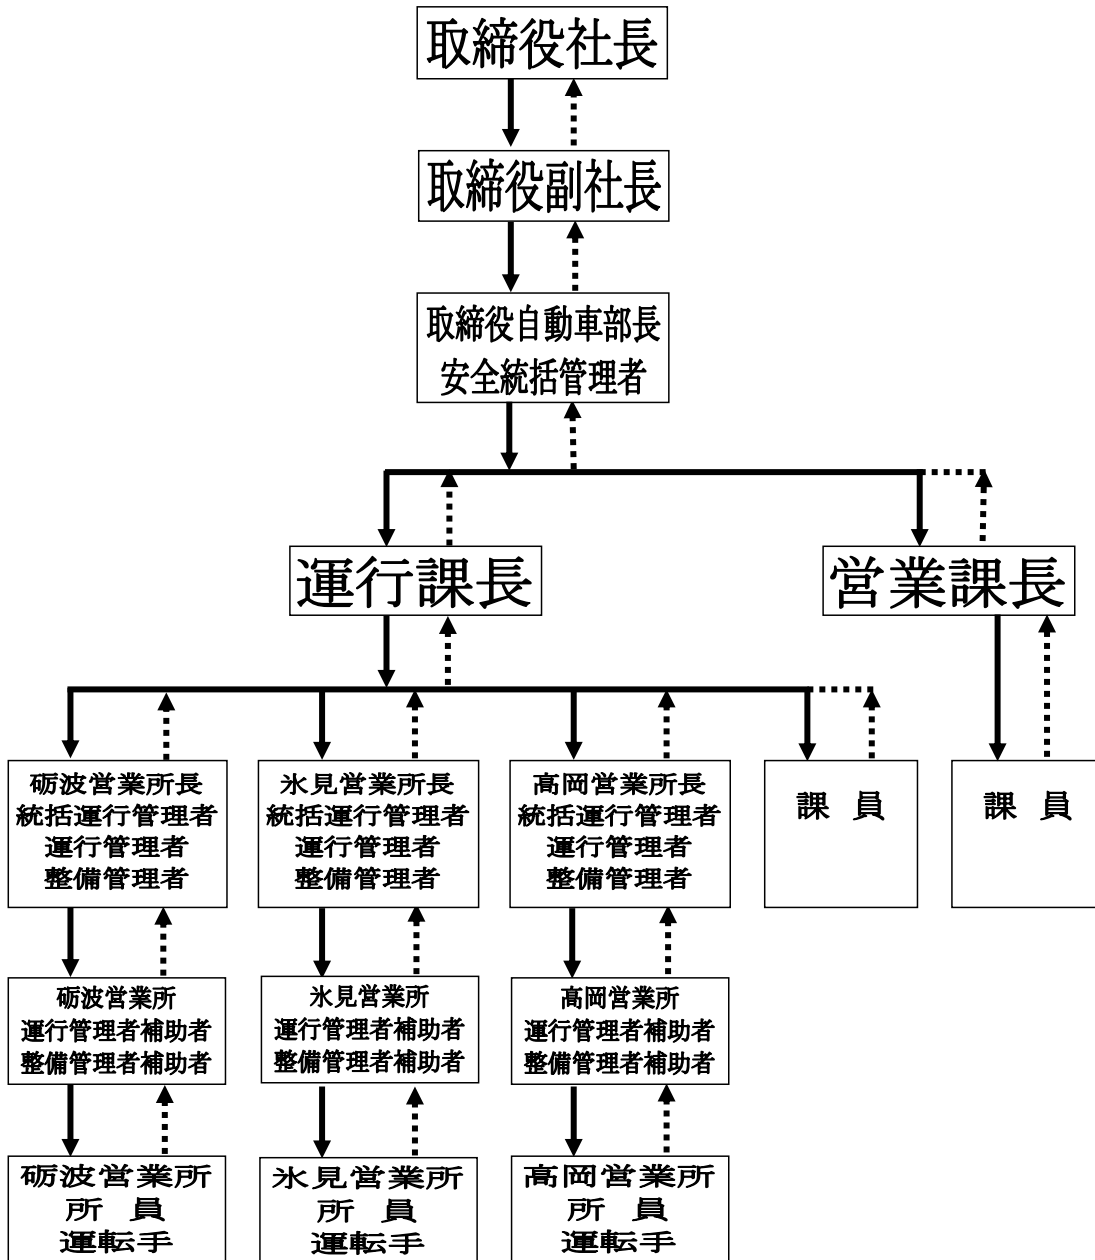 取締役社長
取締役副社長
取締役自動車部長
安全統括管理者
運行課長
営業課長
砺波営業所長
統括運行管理者
運行管理者
整備管理者
氷見営業所長
統括運行管理者
運行管理者
整備管理者
高岡営業所長
統括運行管理者
運行管理者
整備管理者
課 員
課 員
砺波営業所
運行管理者補助者
整備管理者補助者
氷見営業所
運行管理者補助者
整備管理者補助者
高岡営業所
運行管理者補助者
整備管理者補助者
砺波営業所
所 員
運転手
氷見営業所
所 員
運転手
高岡営業所
所 員
運転手